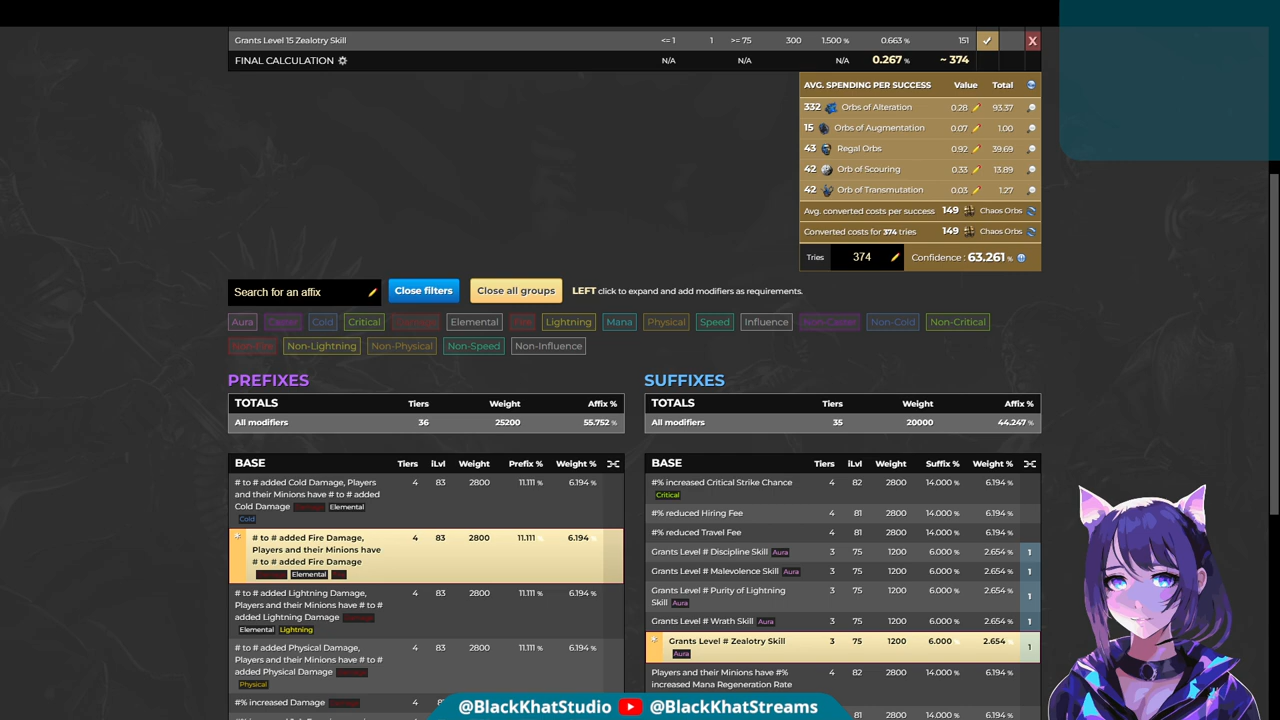 Grants Level 15 Zealotry Skill <= 1 1 >= 75 300 1.500 % 0.663 % 151 X
FINAL CALCULATION N/A N/A N/A 0.267 % ~ 374
AVG. SPENDING PER SUCCESS Value Total
332 Orbs of Alteration 0.28 93.37
15 Orbs of Augmentation 0.07 1.00
43 Regal Orbs 0.92 39.69
42 Orb of Scouring 0.33 13.89
42 Orb of Transmutation 0.03 1.27
Avg. converted costs per success 149 Chaos Orbs
Converted costs for 374 tries 149 Chaos Orbs
Tries 374 Confidence : 63.261 %
Search for an affix Close filters Close all groups LEFT click to expand and add modifiers as requirements.
Aura Caster Cold Critical Damage Elemental Fire Lightning Mana Physical Speed Influence Non-Caster Non-Cold Non-Critical
Non-Fire Non-Lightning Non-Physical Non-Speed Non-Influence
PREFIXES
TOTALS Tiers Weight Affix %
All modifiers 36 25200 55.752 %
BASE Tiers iLvl Weight Prefix % Weight %
# to # added Cold Damage, Players 4 83 2800 11.111 % 6.194 %
and their Minions have # to # added
Cold Damage Damage Elemental
Cold
# to # added Fire Damage, 4 83 2800 11.111 % 6.194 %
Players and their Minions have
# to # added Fire Damage
Damage Elemental Fire
# to # added Lightning Damage, 4 83 2800 11.111 % 6.194 %
Players and their Minions have # to #
added Lightning Damage Damage
Elemental Lightning
# to # added Physical Damage, 4 83 2800 11.111 % 6.194 %
Players and their Minions have # to #
added Physical Damage Damage
Physical
#% increased Damage Damage 4
SUFFIXES
TOTALS Tiers Weight Affix %
All modifiers 35 20000 44.247 %
BASE Tiers iLvl Weight Suffix % Weight %
#% increased Critical Strike Chance 4 82 2800 14.000 % 6.194 %
Critical
#% reduced Hiring Fee 4 81 2800 14.000 % 6.194 %
#% reduced Travel Fee 4 81 2800 14.000 % 6.194 %
Grants Level # Discipline Skill Aura 3 75 1200 6.000 % 2.654 % 1
Grants Level # Malevolence Skill Aura 3 75 1200 6.000 % 2.654 % 1
Grants Level # Purity of Lightning 3 75 1200 6.000 % 2.654 % 1
Skill Aura
Grants Level # Wrath Skill Aura 3 75 1200 6.000 % 2.654 % 1
Grants Level # Zealotry Skill 3 75 1200 6.000 % 2.654 % 1
Aura
Players and their Minions have #% 4 82 2800 14.000 % 6.194 %
increased Mana Regeneration Rate
81 2800 14.000 % 6.194 %
@BlackKhatStudio @BlackKhatStreams